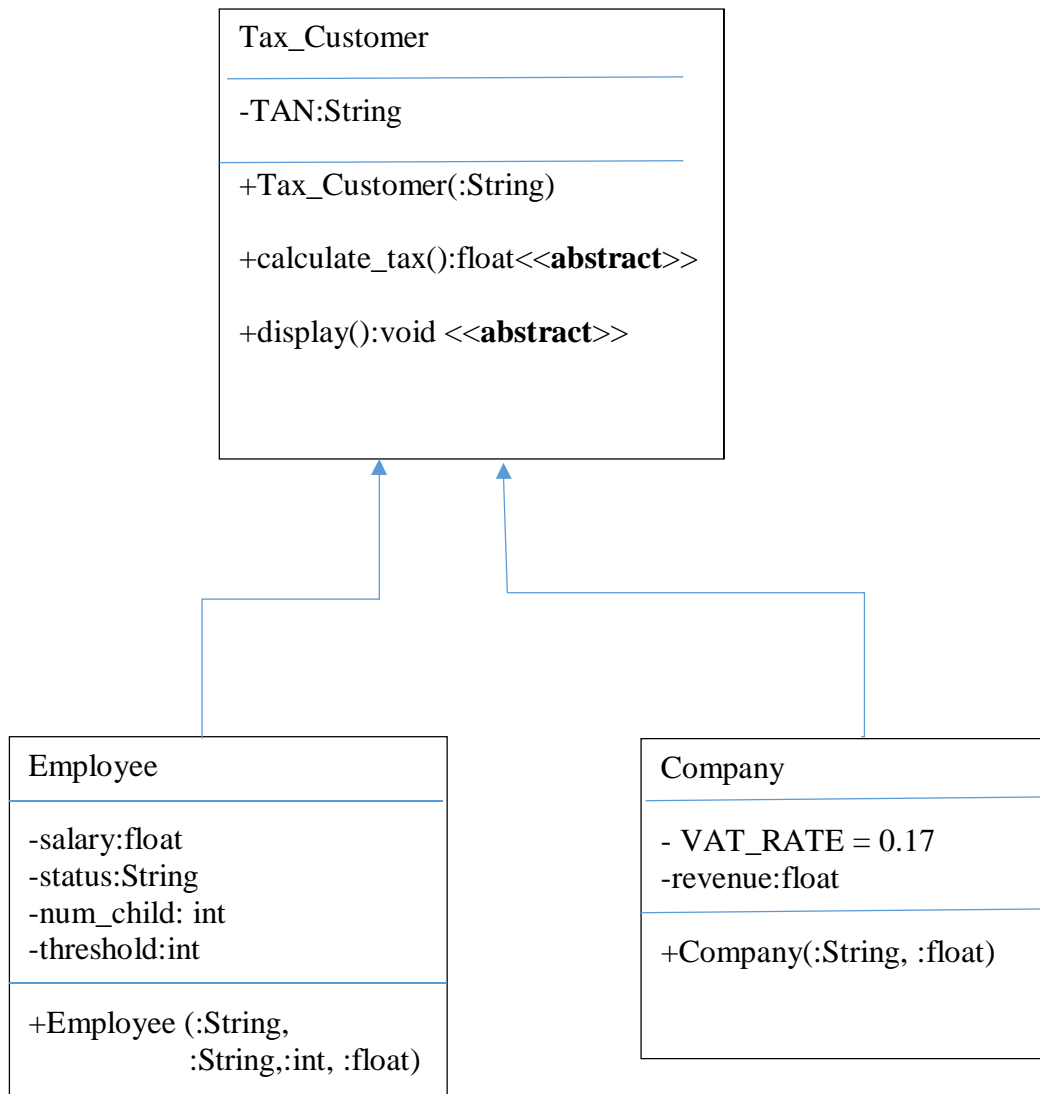 Tax_Customer
-TAN:String
+Tax_Customer(:String)
+calculate_tax():float<<abstract>>
+display():void <<abstract>>
Employee
-salary:float
-status:String
-num_child: int
-threshold:int
+Employee (:String,
:String,:int, :float)
Company
- VAT_RATE = 0.17
-revenue:float
+Company(:String, :float)